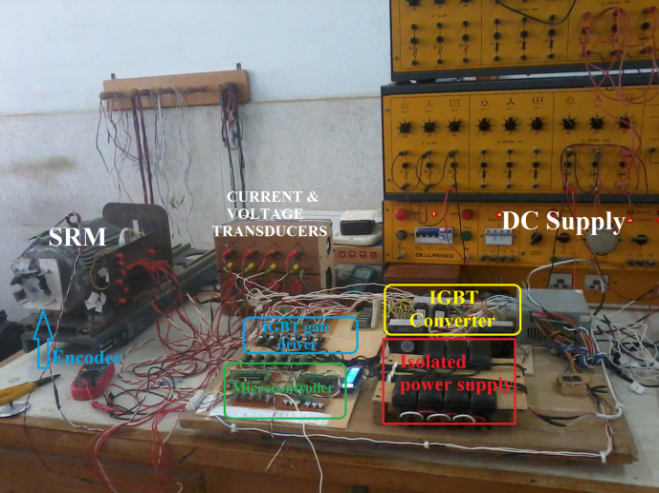 CURRENT &
VOLTAGE
TRANSDUCERS
SRM
DC Supply
DE LORENZO
IGBT
Converter
IGBT gate
driver
Encoder
Isolated
power supply
Microcontroller